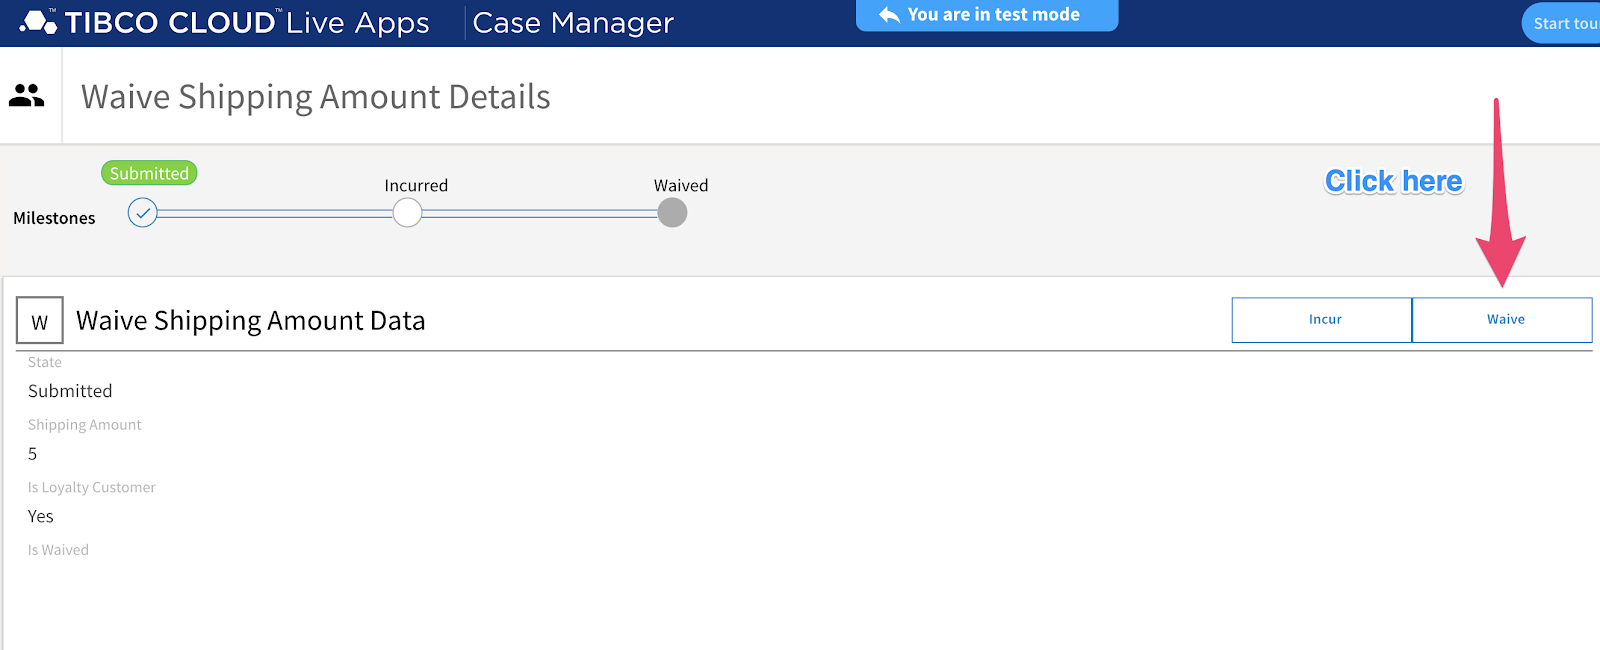 TIBCO CLOUD™ Live Apps | Case Manager
You are in test mode
Start tou
Waive Shipping Amount Details
Submitted
Incurred
Waived
Milestones
Click here
W
Waive Shipping Amount Data
Incur
Waive
State
Submitted
Shipping Amount
5
Is Loyalty Customer
Yes
Is Waived